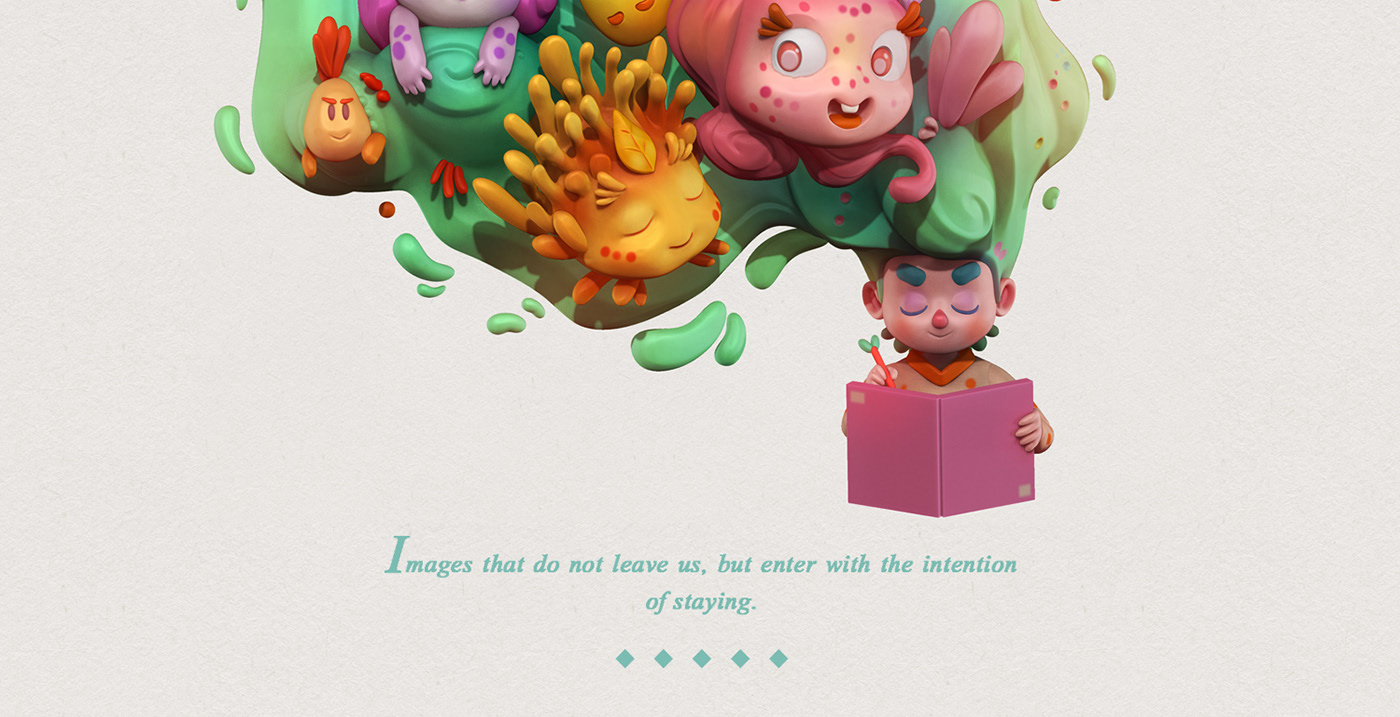 Images that do not leave us, but enter with the intention
of staying.